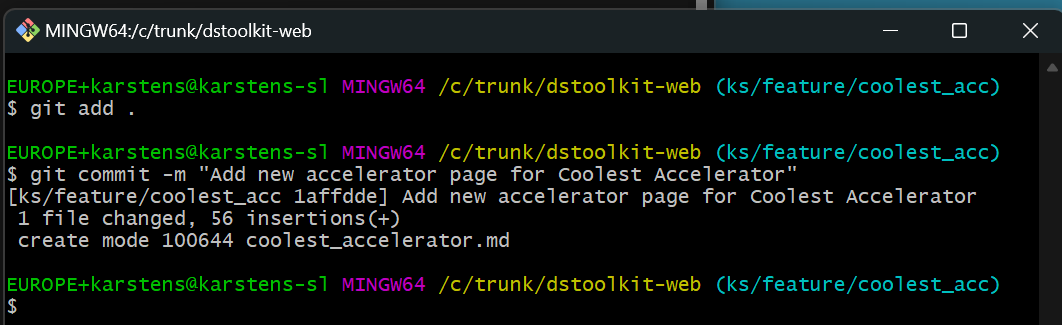 MINGW64:/c/trunk/dstoolkit-web
EUROPE+karstens@karstens-sl MINGW64 /c/trunk/dstoolkit-web (ks/feature/coolest_acc)
$ git add .
EUROPE+karstens@karstens-sl MINGW64 /c/trunk/dstoolkit-web (ks/feature/coolest_acc)
$ git commit -m "Add new accelerator page for Coolest Accelerator"
[ks/feature/coolest_acc 1affdde] Add new accelerator page for Coolest Accelerator
 1 file changed, 56 insertions(+)
 create mode 100644 coolest_accelerator.md
EUROPE+karstens@karstens-sl MINGW64 /c/trunk/dstoolkit-web (ks/feature/coolest_acc)
$